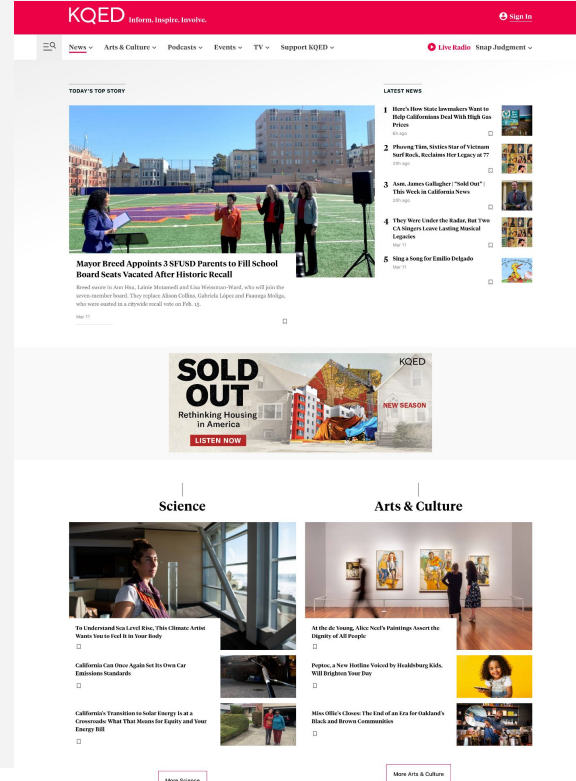 KQED Inform. Inspire. Involve.
Sign In
News
Arts & Culture
Podcasts
Events
TV
Support KQED
Live Radio
Snap Judgment
TODAY'S TOP STORY
Mayor Breed Appoints 3 SFUSD Parents to Fill School
Board Seats Vacated After Historic Recall
Breed swore in Ann Hsu, Lainie Motamedi and Lisa Weissman-Ward, who will join the
seven-member board. They replace Alison Collins, Gabriela López and Faauuga Moliga,
who were ousted in a citywide recall vote on Feb. 15.
Mar 11
LATEST NEWS
1 Here's How State lawmakers Want to
Help Californians Deal With High Gas
Prices
6h ago
2 Phương Tâm, Sixties Star of Vietnam
Surf Rock, Reclaims Her Legacy at 77
20h ago
3 Asm. James Gallagher | "Sold Out" |
This Week in California News
20h ago
4 They Were Under the Radar, But Two
CA Singers Leave Lasting Musical
Legacies
Mar 11
5 Sing a Song for Emilio Delgado
Mar 11
SOLD
OUT
Rethinking Housing
in America
LISTEN NOW
KQED
NEW SEASON
Science
To Understand Sea Level Rise, This Climate Artist
Wants You to Feel It in Your Body
California Can Once Again Set Its Own Car
Emissions Standards
California's Transition to Solar Energy Is at a
Crossroads: What That Means for Equity and Your
Energy Bill
More Science
Arts & Culture
At the de Young, Alice Neel's Paintings Assert the
Dignity of All People
Peptoc, a New Hotline Voiced by Healdsburg Kids,
Will Brighten Your Day
Miss Ollie's Closes: The End of an Era for Oakland's
Black and Brown Communities
More Arts & Culture